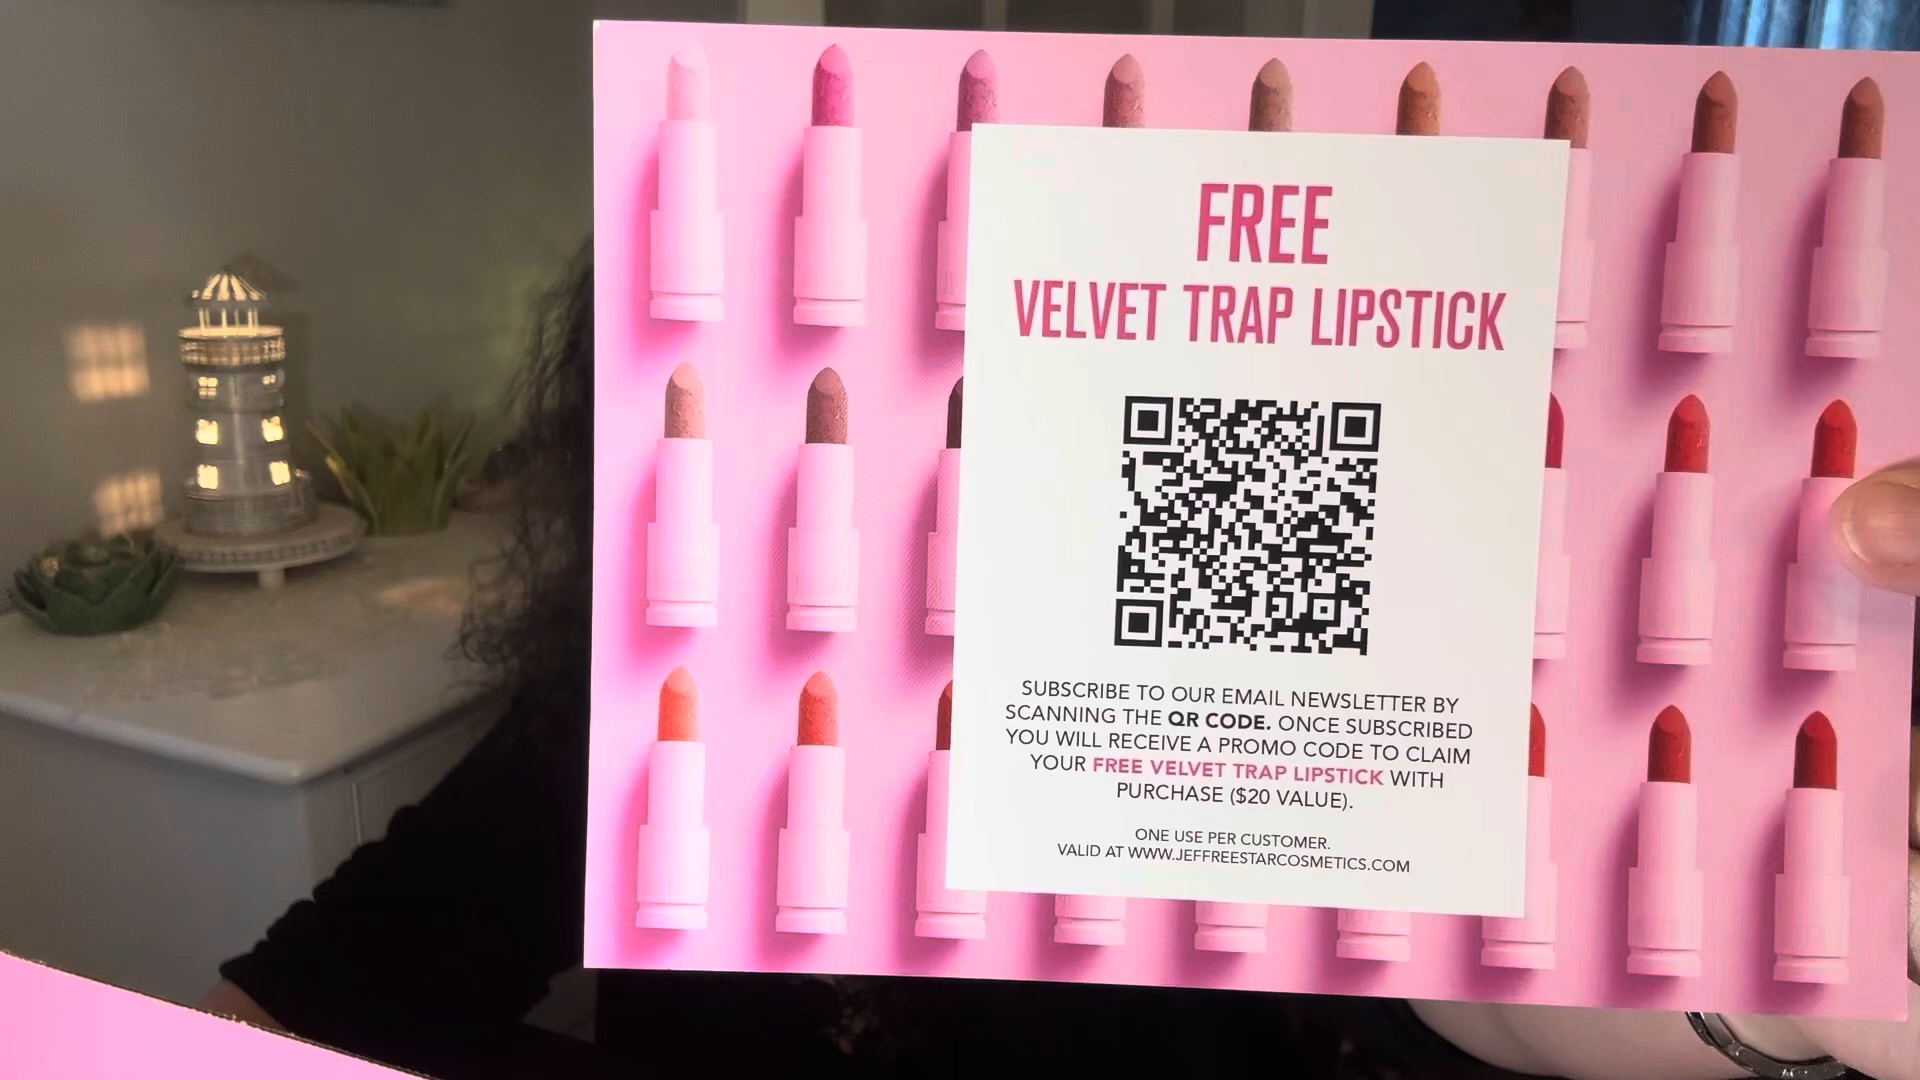 FREE
VELVET TRAP LIPSTICK
SUBSCRIBE TO OUR EMAIL NEWSLETTER BY
SCANNING THE QR CODE. ONCE SUBSCRIBED
YOU WILL RECEIVE A PROMO CODE TO CLAIM
YOUR FREE VELVET TRAP LIPSTICK WITH
PURCHASE ($20 VALUE).
ONE USE PER CUSTOMER.
VALID AT WWW.JEFFREESTARCOSMETICS.COM